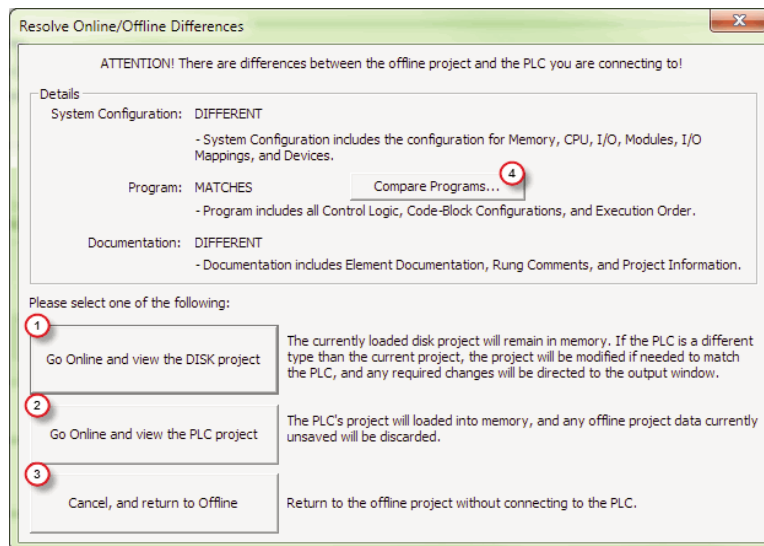 Resolve Online/Offline Differences
X
ATTENTION! There are differences between the offline project and the PLC you are connecting to!
Details
System Configuration: DIFFERENT
- System Configuration includes the configuration for Memory, CPU, I/O, Modules, I/O
Mappings, and Devices.
4
Program: MATCHES Compare Programs...
- Program includes all Control Logic, Code-Block Configurations, and Execution Order.
Documentation: DIFFERENT
- Documentation includes Element Documentation, Rung Comments, and Project Information.
Please select one of the following:
1
Go Online and view the DISK project
The currently loaded disk project will remain in memory. If the PLC is a different
type than the current project, the project will be modified if needed to match
the PLC, and any required changes will be directed to the output window.
2
Go Online and view the PLC project
The PLC's project will loaded into memory, and any offline project data currently
unsaved will be discarded.
3
Cancel, and return to Offline
Return to the offline project without connecting to the PLC.